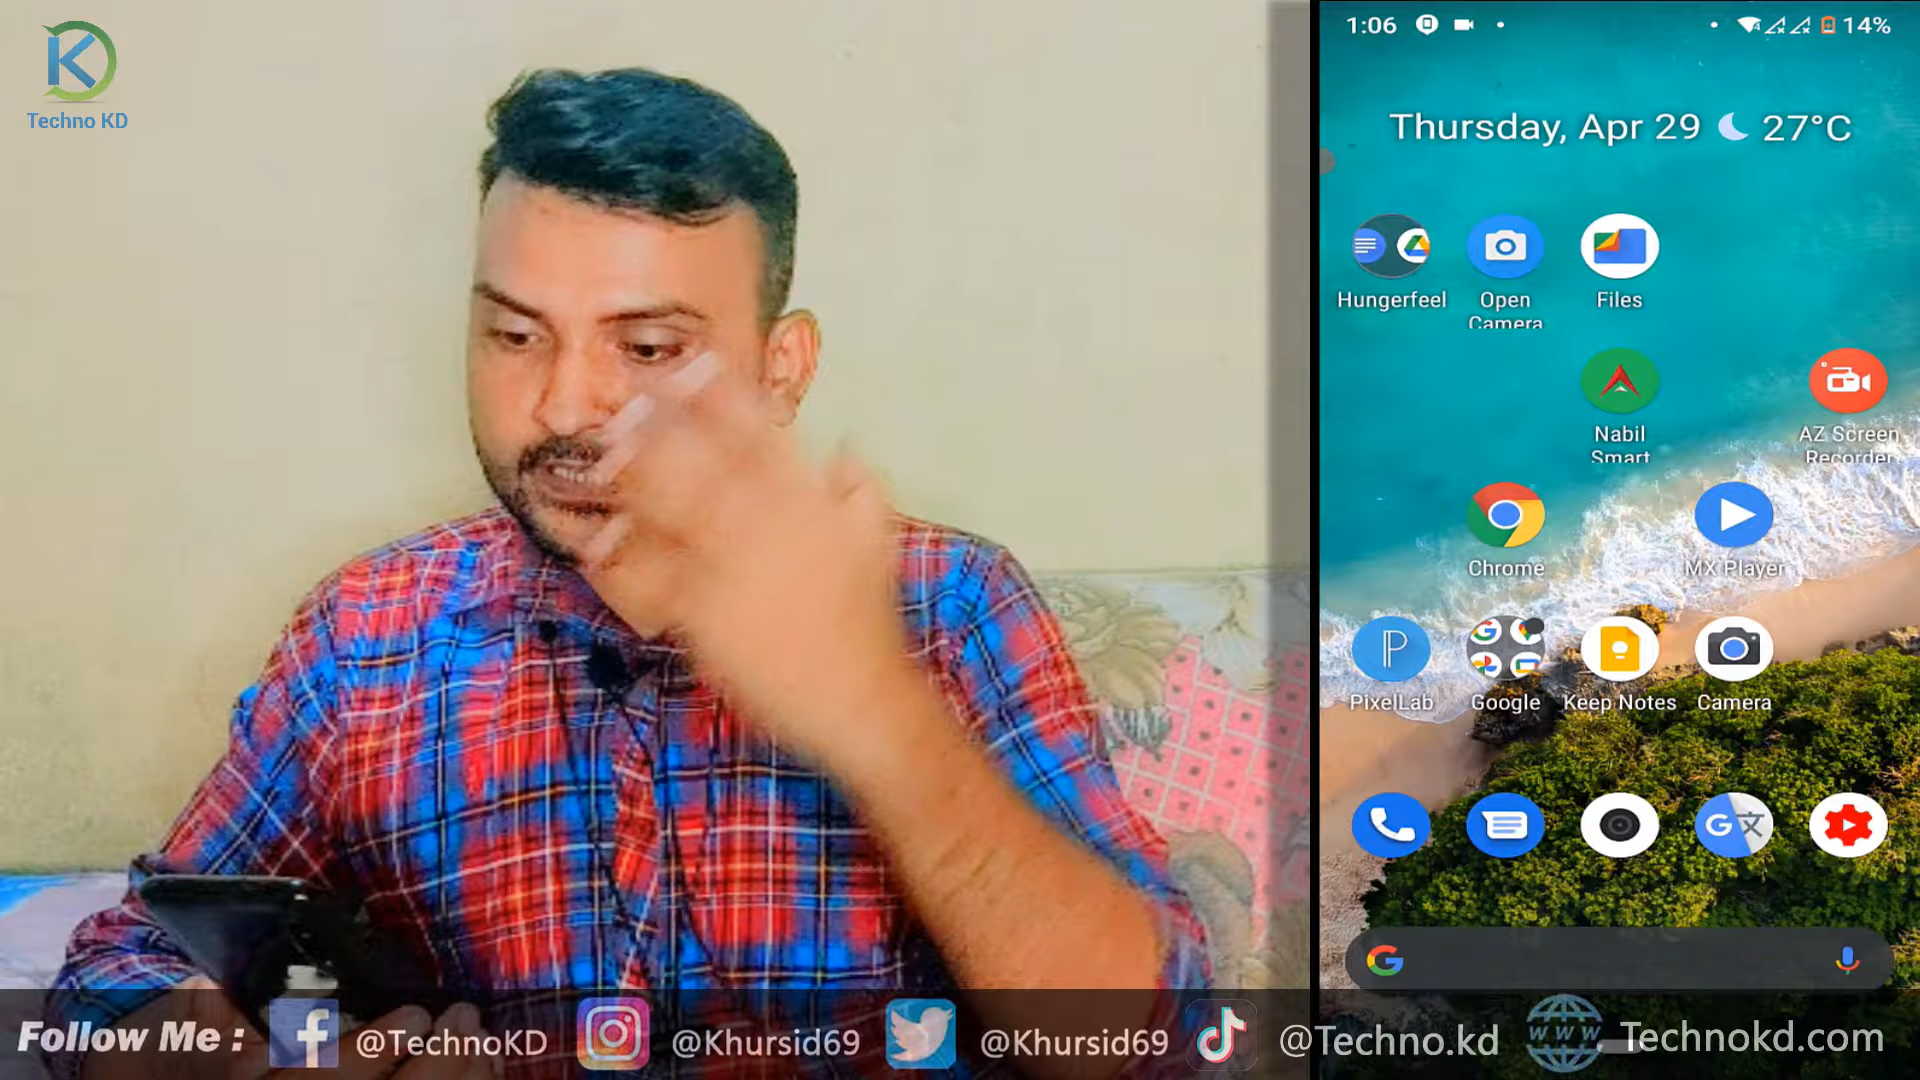 Techno KD
1:06
14%
Thursday, Apr 29 27°C
Hungerfeel
Open Camera
Files
Nabil Smart
AZ Screen Recorder
Chrome
MX Player
PixelLab
Google
Keep Notes
Camera
Follow Me :
@TechnoKD
@Khursid69
@Khursid69
@Techno.kd
www
Technokd.com